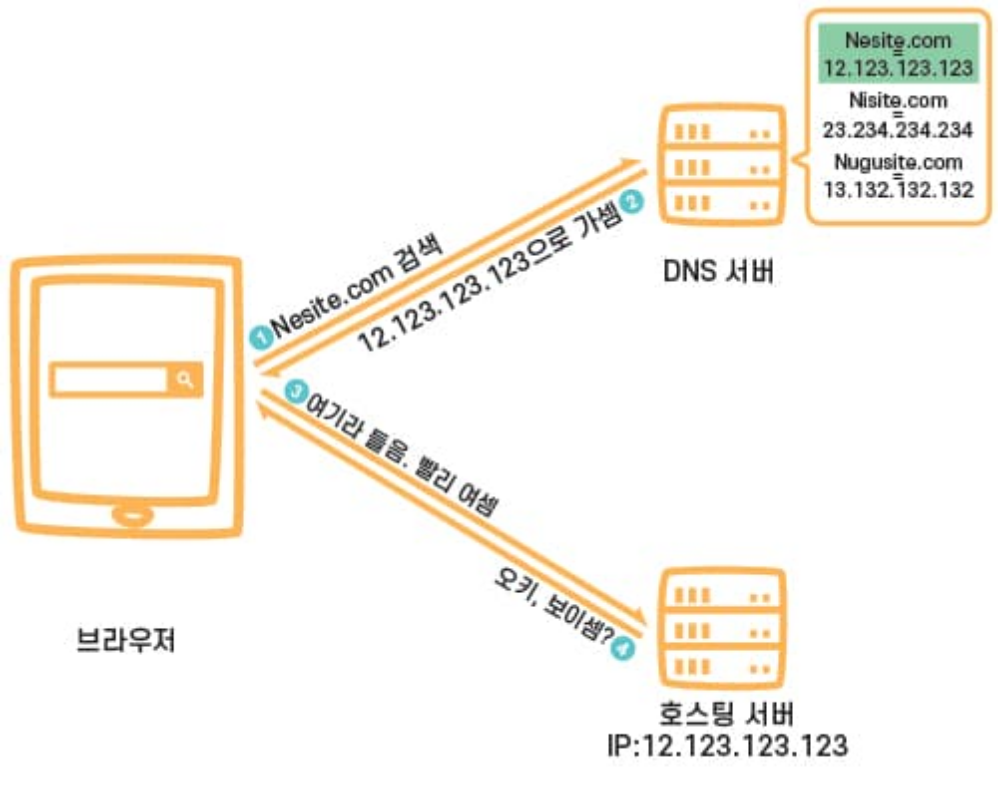 Nesite.com
=
12.123.123.123
Nisite.com
=
23.234.234.234
Nugusite.com
=
13.132.132.132
DNS 서버
1 Nesite.com 검색
12.123.123.123으로 가셈 2
3 여기라 들음. 빨리 여셈
오키, 보이셈? 4
브라우저
호스팅 서버
IP:12.123.123.123